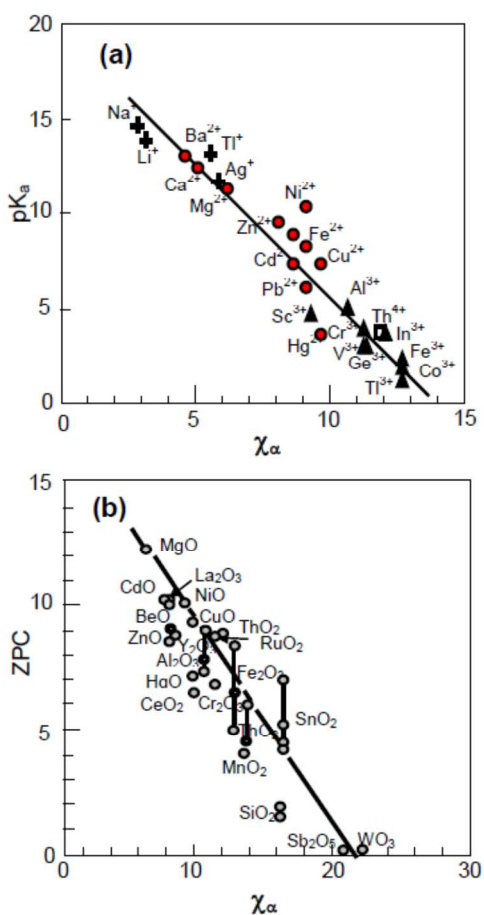 20
(a)
Na⁺
15
Ba²⁺ Tl⁺
Li⁺
Ca²⁺ Ag⁺
Mg²⁺
pKₐ
10
Ni²⁺
Zn²⁺ Fe²⁺
Cd² Cu²⁺
Pb²⁺ Al³⁺
5
Sc³⁺ Th⁴⁺
Cr³⁺ In³⁺
Hg²⁺ V³⁺ Fe³⁺
Ge³⁺ Co³⁺
Tl³⁺
0
0 5 10 15
χα
15
(b)
MgO
La₂O₃
CdO NiO
10
BeO CuO ThO₂
ZnO Y₂O₃ RuO₂
ZPC
Al₂O₃ Fe₂O₃
HgO
CeO₂ Cr₂O₃ SnO₂
5
ThO₂
MnO₂
SiO₂
Sb₂O₅ WO₃
0
0 10 20 30
χα